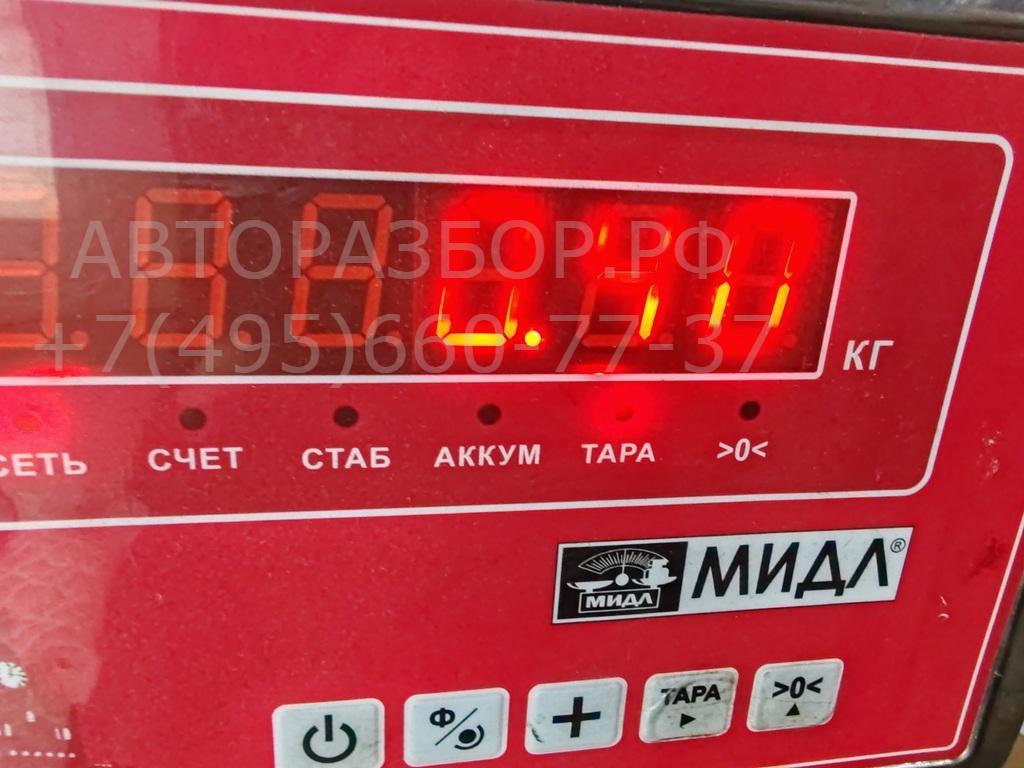 АВТОРАЗБОР.РФ
+7(495)660-77-37
КГ
СЕТЬ СЧЕТ СТАБ АККУМ ТАРА >0<
МИДЛ МИДЛ®
Ф ТАРА >0<